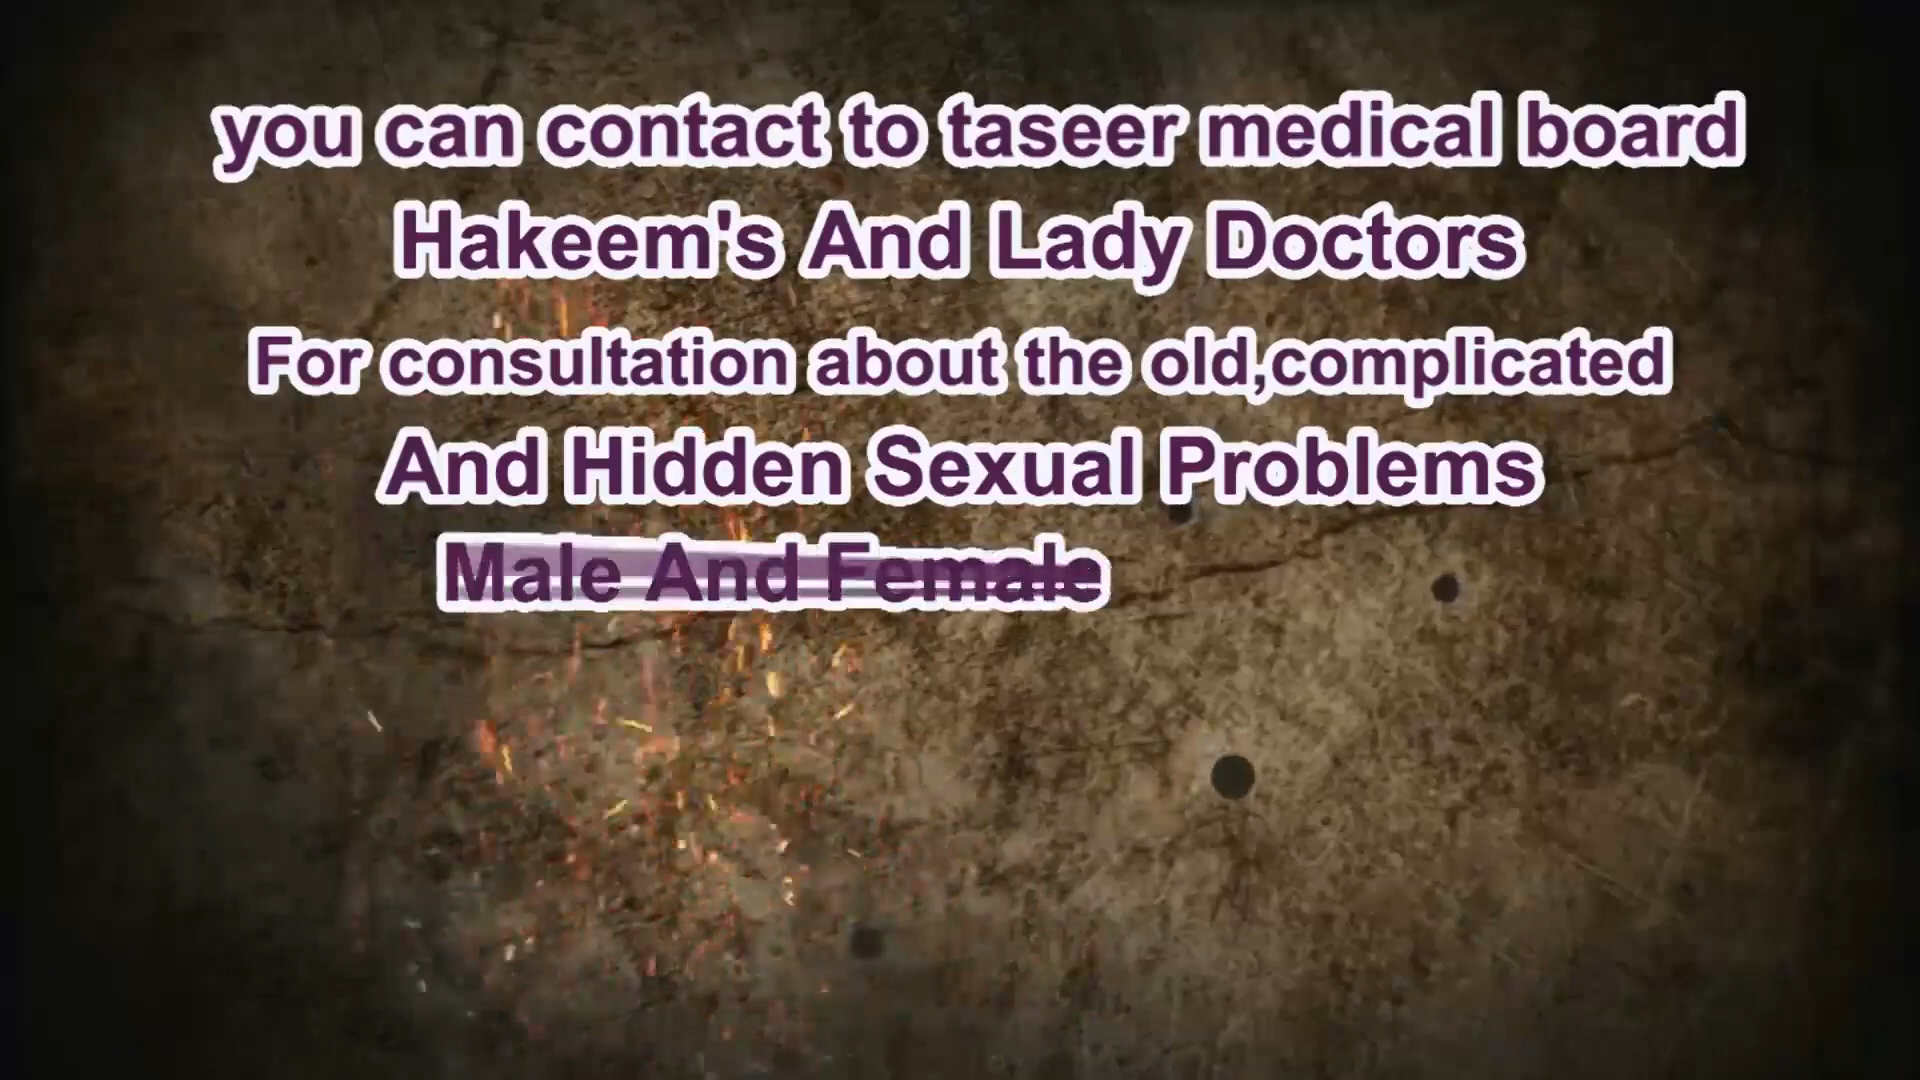 you can contact to taseer medical board
Hakeem's And Lady Doctors
For consultation about the old,complicated
And Hidden Sexual Problems
Male And Female